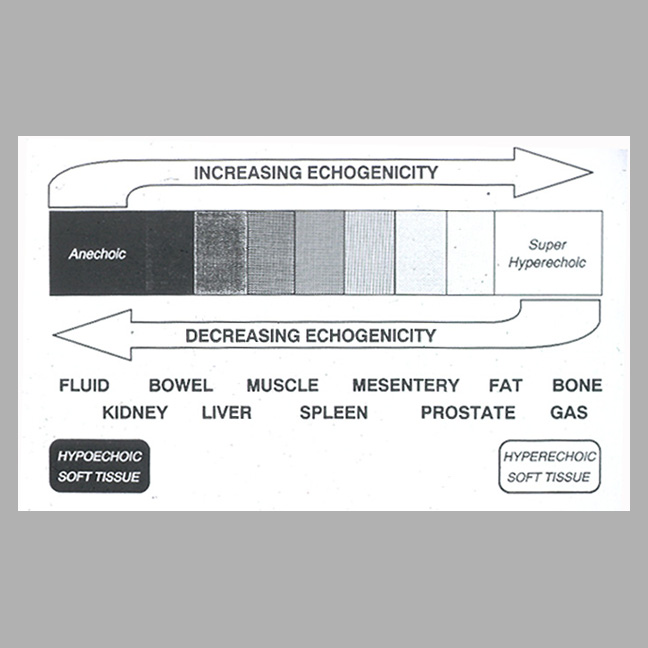 INCREASING ECHOGENICITY
Anechoic
Super
Hyperechoic
DECREASING ECHOGENICITY
FLUID BOWEL MUSCLE MESENTERY FAT BONE
KIDNEY LIVER SPLEEN PROSTATE GAS
HYPOECHOIC
SOFT TISSUE
HYPERECHOIC
SOFT TISSUE